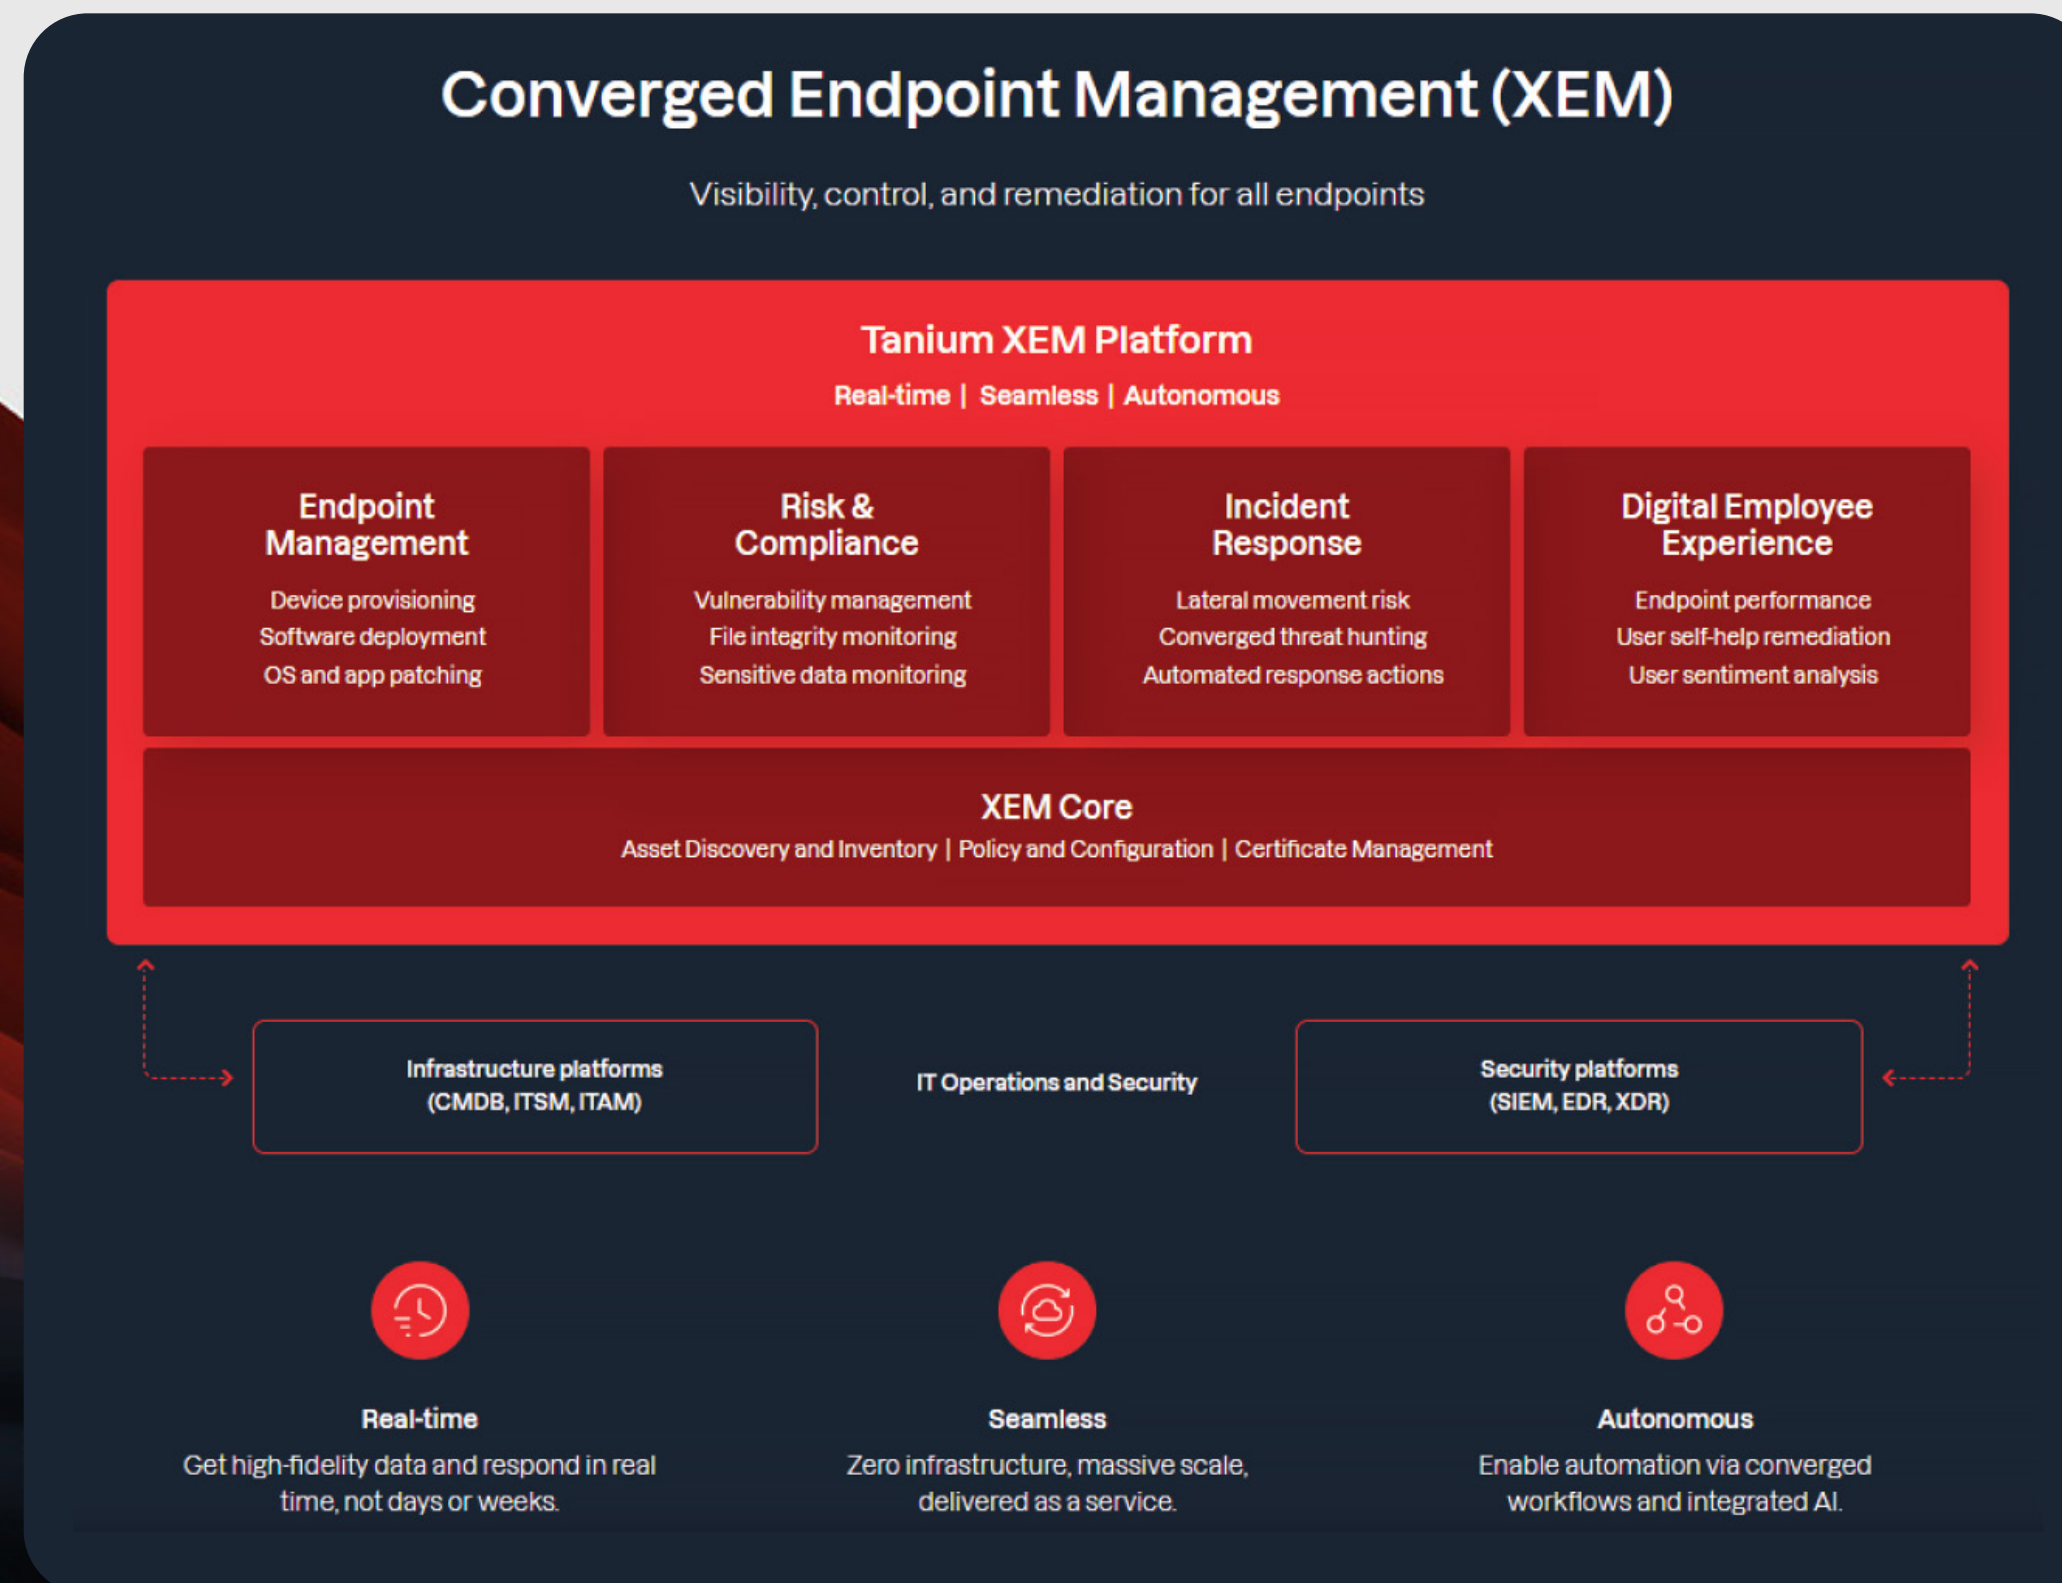 Converged Endpoint Management (XEM)
Visibility, control, and remediation for all endpoints
Tanium XEM Platform
Real-time | Seamless | Autonomous
Endpoint
Management
Device provisioning
Software deployment
OS and app patching
Risk &
Compliance
Vulnerability management
File integrity monitoring
Sensitive data monitoring
Incident
Response
Lateral movement risk
Converged threat hunting
Automated response actions
Digital Employee
Experience
Endpoint performance
User self-help remediation
User sentiment analysis
XEM Core
Asset Discovery and Inventory | Policy and Configuration | Certificate Management
Infrastructure platforms
(CMDB, ITSM, ITAM)
IT Operations and Security
Security platforms
(SIEM, EDR, XDR)
Real-time
Get high-fidelity data and respond in real
time, not days or weeks.
Seamless
Zero infrastructure, massive scale,
delivered as a service.
Autonomous
Enable automation via converged
workflows and integrated AI.